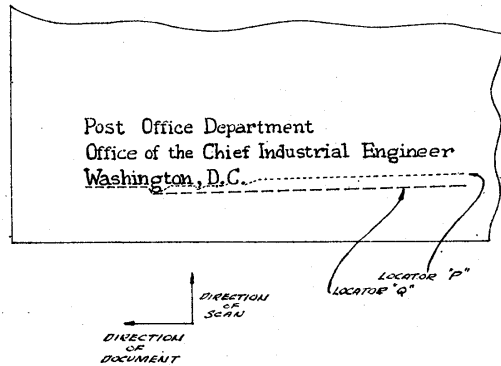 Post Office Department
Office of the Chief Industrial Engineer
Washington, D.C.
LOCATOR "P"
LOCATOR "Q"
DIRECTION
OF
SCAN
DIRECTION
OF
DOCUMENT